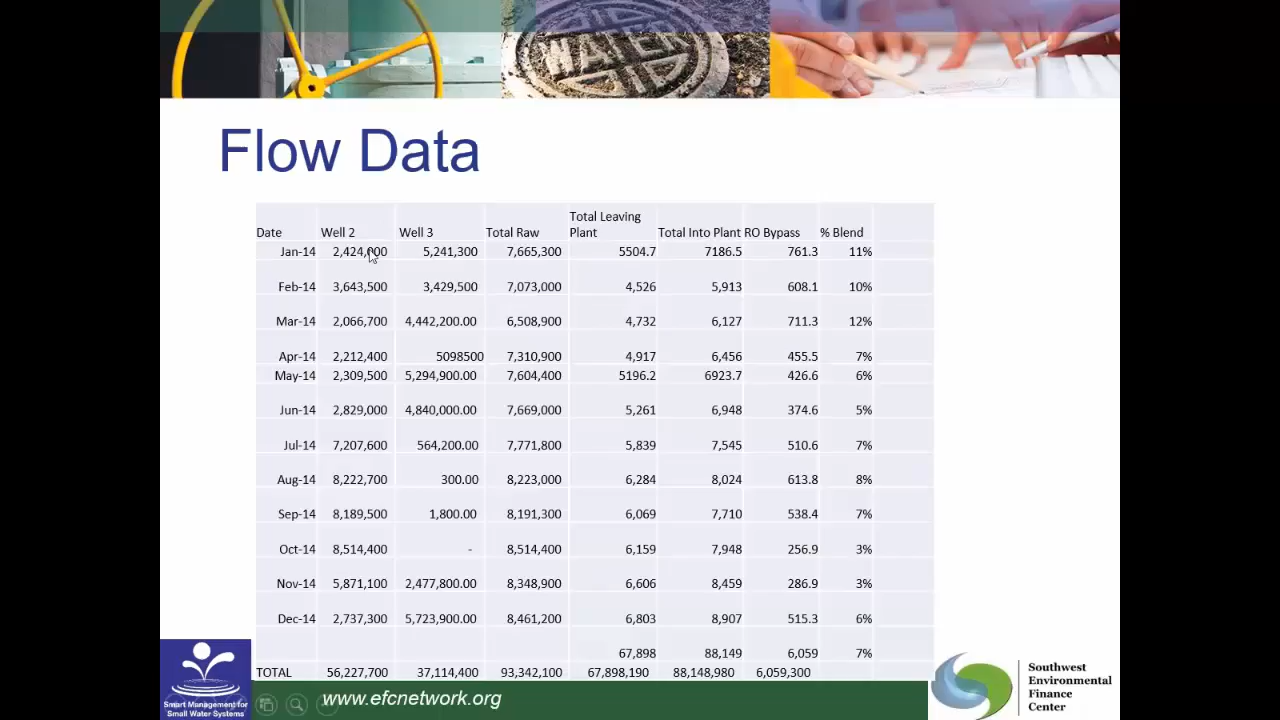 WATER
Flow Data
Date Well 2 Well 3 Total Raw Total Leaving Plant Total Into Plant RO Bypass % Blend
Jan-14 2,424,000 5,241,300 7,665,300 5504.7 7186.5 761.3 11%
Feb-14 3,643,500 3,429,500 7,073,000 4,526 5,913 608.1 10%
Mar-14 2,066,700 4,442,200.00 6,508,900 4,732 6,127 711.3 12%
Apr-14 2,212,400 5098500 7,310,900 4,917 6,456 455.5 7%
May-14 2,309,500 5,294,900.00 7,604,400 5196.2 6923.7 426.6 6%
Jun-14 2,829,000 4,840,000.00 7,669,000 5,261 6,948 374.6 5%
Jul-14 7,207,600 564,200.00 7,771,800 5,839 7,545 510.6 7%
Aug-14 8,222,700 300.00 8,223,000 6,284 8,024 613.8 8%
Sep-14 8,189,500 1,800.00 8,191,300 6,069 7,710 538.4 7%
Oct-14 8,514,400 - 8,514,400 6,159 7,948 256.9 3%
Nov-14 5,871,100 2,477,800.00 8,348,900 6,606 8,459 286.9 3%
Dec-14 2,737,300 5,723,900.00 8,461,200 6,803 8,907 515.3 6%
67,898 88,149 6,059 7%
TOTAL 56,227,700 37,114,400 93,342,100 67,898,190 88,148,980 6,059,300
Smart Management for
Small Water Systems
www.efcnetwork.org
Southwest
Environmental
Finance
Center